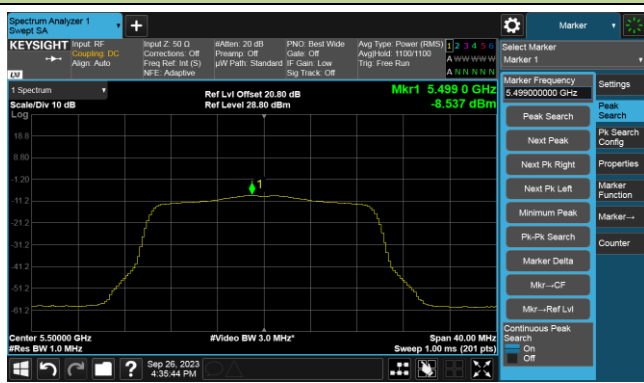 Spectrum Analyzer 1
Swept SA
Marker
KEYSIGHT
Input: RF
Coupling: DC
Align: Auto
Input Z: 50 Ω
Corrections: Off
Freq Ref: Int (S)
NFE: Adaptive
#Atten: 20 dB
Preamp: Off
µW Path: Standard
PNO: Best Wide
Gate: Off
IF Gain: Low
Sig Track: Off
Avg Type: Power (RMS)
Avg|Hold: 1100/1100
Trig: Free Run
1 2 3 4 5 6
A W W W W W
A N N N N N
Select Marker
Marker 1
1 Spectrum
Scale/Div 10 dB
Log
Ref Lvl Offset 20.80 dB
Ref Level 28.80 dBm
Mkr1 5.499 0 GHz
-8.537 dBm
18.8
8.80
-1.20
-11.2
-21.2
-31.2
-41.2
-51.2
-61.2
1
Center 5.50000 GHz
#Res BW 1.0 MHz
#Video BW 3.0 MHz*
Span 40.00 MHz
Sweep 1.00 ms (201 pts)
Marker Frequency
5.499000000 GHz
Peak Search
Next Peak
Next Pk Right
Next Pk Left
Minimum Peak
Pk-Pk Search
Marker Delta
Mkr→CF
Mkr→Ref Lvl
Continuous Peak
Search
On
Off
Settings
Peak
Search
Pk Search
Config
Properties
Marker
Function
Marker→
Counter
Sep 26, 2023
4:35:44 PM